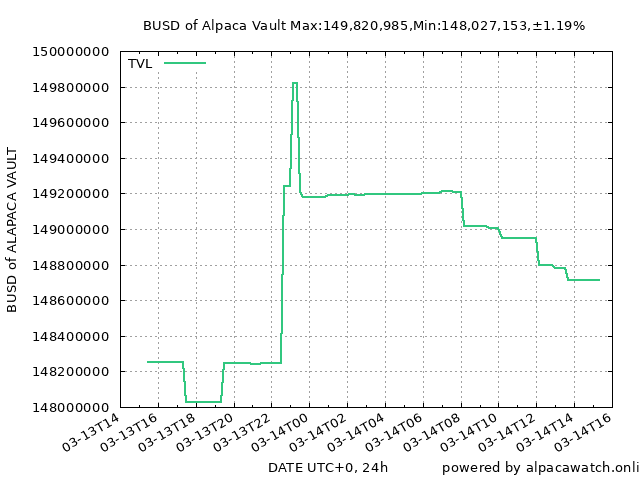 BUSD of Alpaca Vault Max:149,820,985,Min:148,027,153,±1.19%
TVL
150000000
149800000
149600000
149400000
149200000
149000000
148800000
148600000
148400000
148200000
148000000
BUSD of ALAPACA VAULT
03-13T14
03-13T16
03-13T18
03-13T20
03-13T22
03-14T00
03-14T02
03-14T04
03-14T06
03-14T08
03-14T10
03-14T12
03-14T14
03-14T16
DATE UTC+0, 24h
powered by alpacawatch.onli